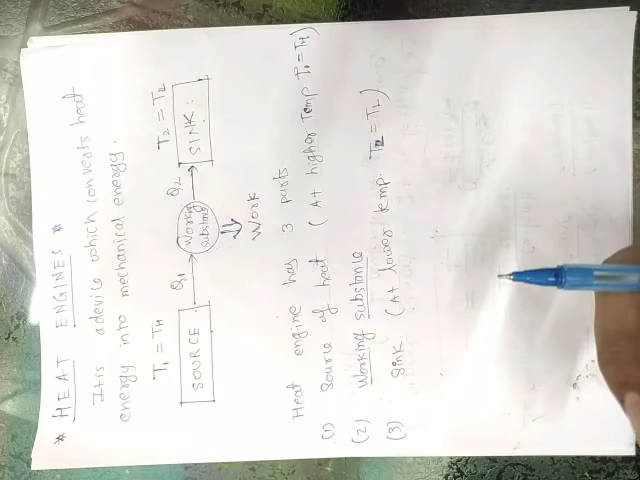 * HEAT ENGINES *
It is a device which converts heat
energy into mechanical energy.
T1 = TH T2 = TL
SOURCE Q1 Working Substang Q2 SINK
WORK
Heat engine has 3 parts
(1) Source of heat (At higher Temp T1 = TH)
(2) Working substance
(3) Sink (At lower temp. T2 = TL)